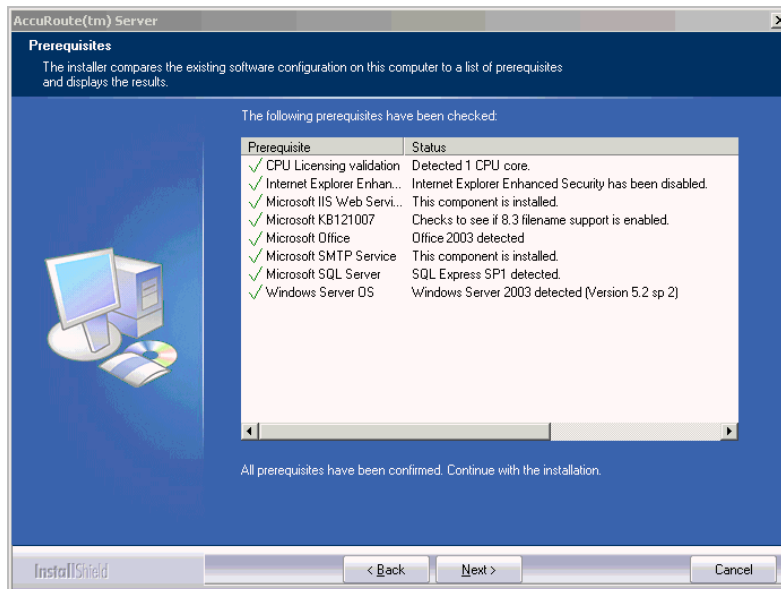 AccuRoute(tm) Server
Prerequisites
The installer compares the existing software configuration on this computer to a list of prerequisites
and displays the results.
The following prerequisites have been checked:
Prerequisite Status
CPU Licensing validation Detected 1 CPU core.
Internet Explorer Enhan... Internet Explorer Enhanced Security has been disabled.
Microsoft IIS Web Servi... This component is installed.
Microsoft KB121007 Checks to see if 8.3 filename support is enabled.
Microsoft Office Office 2003 detected
Microsoft SMTP Service This component is installed.
Microsoft SQL Server SQL Express SP1 detected.
Windows Server OS Windows Server 2003 detected (Version 5.2 sp 2)
All prerequisites have been confirmed. Continue with the installation.
InstallShield
< Back Next > Cancel